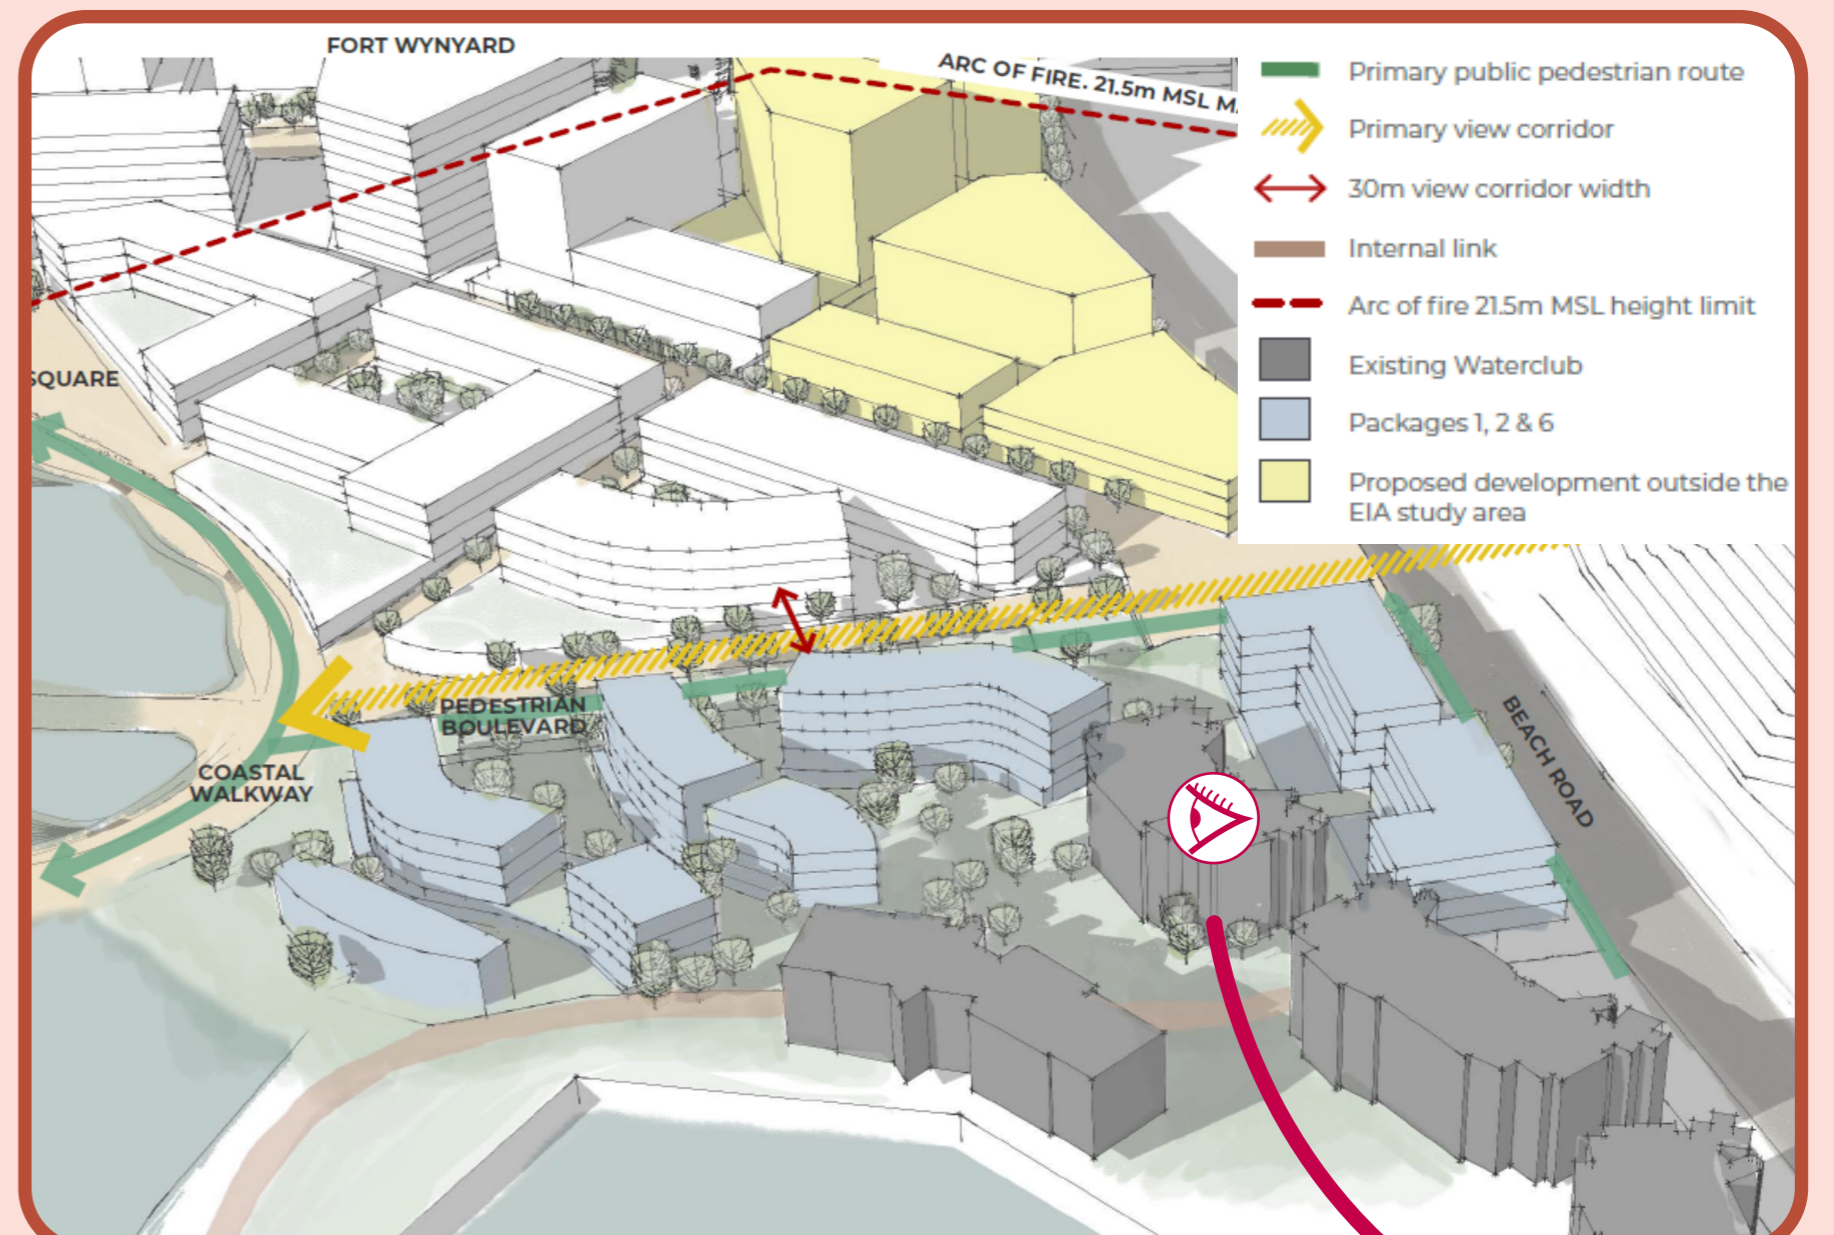 FORT WYNYARD
ARC OF FIRE. 21.5m MSL
SQUARE
PEDESTRIAN
BOULEVARD
COASTAL
WALKWAY
BEACH ROAD
Primary public pedestrian route
Primary view corridor
30m view corridor width
Internal link
Arc of fire 21.5m MSL height limit
Existing Waterclub
Packages 1, 2 & 6
Proposed development outside the
EIA study area